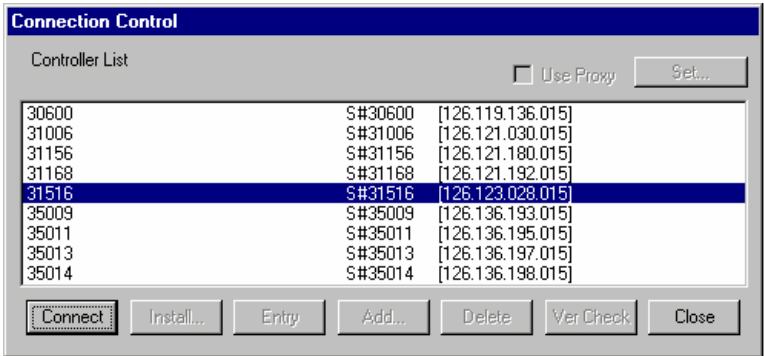 Connection Control
Controller List
Use Proxy Set...
30600 S#30600 [126.119.136.015]
31006 S#31006 [126.121.030.015]
31156 S#31156 [126.121.180.015]
31168 S#31168 [126.121.192.015]
31516 S#31516 [126.123.028.015]
35009 S#35009 [126.136.193.015]
35011 S#35011 [126.136.195.015]
35013 S#35013 [126.136.197.015]
35014 S#35014 [126.136.198.015]
Connect Install... Entry Add... Delete Ver Check Close